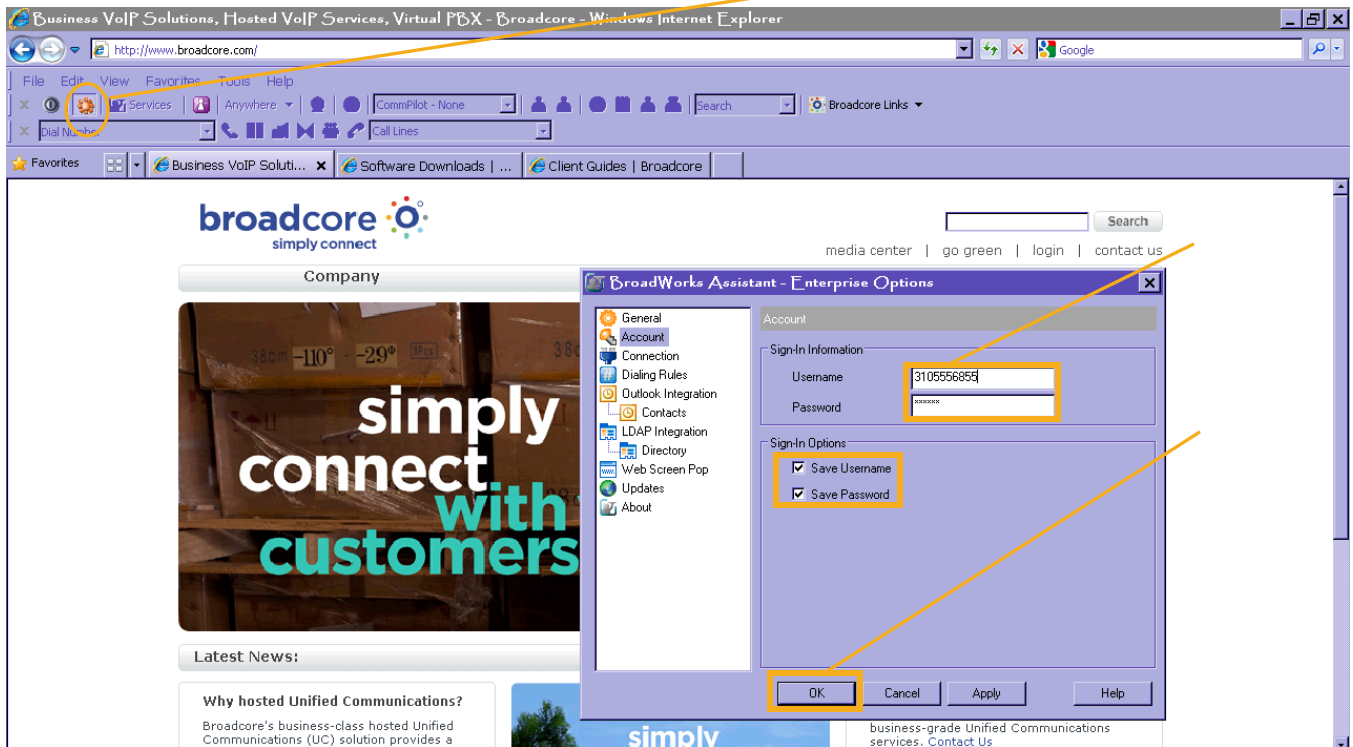 Business VoIP Solutions, Hosted VoIP Services, Virtual PBX - Broadcore - Windows Internet Explorer
http://www.broadcore.com/
Google
File Edit View Favorites Tools Help
Services Anywhere CommPilot - None Search Broadcore Links
Dial Number Call Lines
Favorites
Business VoIP Soluti... Software Downloads | ... Client Guides | Broadcore
broadcore
simply connect
Search
media center | go green | login | contact us
Company
38cm -110° -29°
simply
connect
with
customers
BroadWorks Assistant - Enterprise Options
General
Account
Connection
Dialing Rules
Outlook Integration
Contacts
LDAP Integration
Directory
Web Screen Pop
Updates
About
Account
Sign-In Information
Username 3105556855
Password xxxxxx
Sign-In Options
Save Username
Save Password
OK Cancel Apply Help
Latest News:
Why hosted Unified Communications?
Broadcore's business-class hosted Unified
Communications (UC) solution provides a
simply
business-grade Unified Communications
services. Contact Us